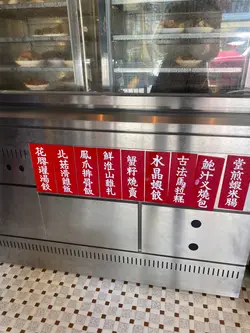 香煎蝦米腸
鮑汁叉燒包
古法馬拉糕
水晶蝦餃
蟹籽燒賣
鮮淮山雞扎
鳳爪排骨飯
北菇滑雞飯
花膠灌湯餃